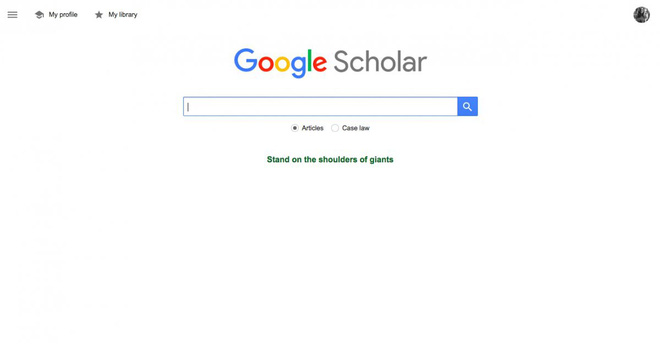 My profile
My library
Google Scholar
Articles
Case law
Stand on the shoulders of giants